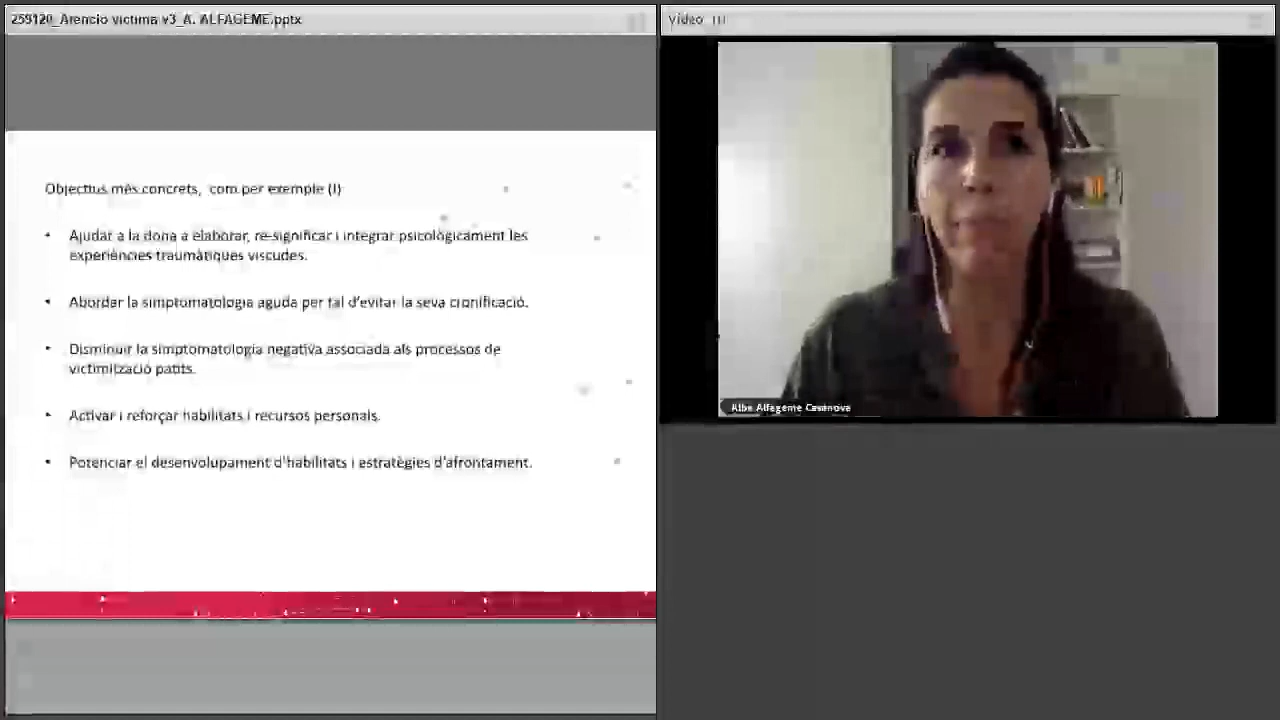 259120_Atencio victima v3_A. ALFAGEME.pptx
Vídeo
Objectius més concrets, com per exemple (I)
• Ajudar a la dona a elaborar, re-significar i integrar psicològicament les
experiències traumàtiques viscudes.
• Abordar la simptomatologia aguda per tal d'evitar la seva cronificació.
• Disminuir la simptomatologia negativa associada als processos de
victimització patits.
• Activar i reforçar habilitats i recursos personals.
• Potenciar el desenvolupament d'habilitats i estratègies d'afrontament.
Alba Alfageme Casanova